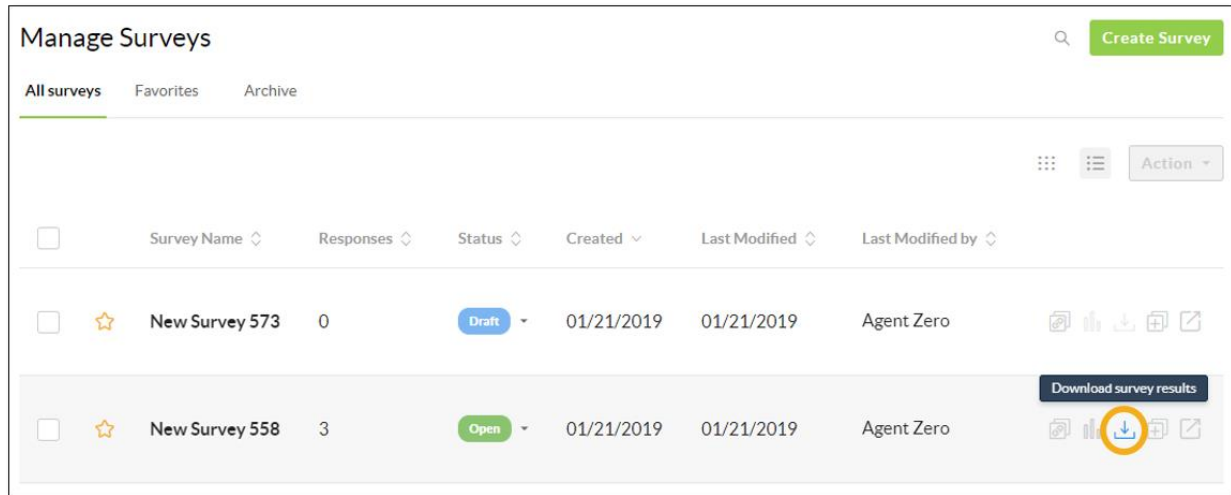 Manage Surveys
Create Survey
All surveys Favorites Archive
Action
Survey Name Responses Status Created Last Modified Last Modified by
New Survey 573 0 Draft 01/21/2019 01/21/2019 Agent Zero
Download survey results
New Survey 558 3 Open 01/21/2019 01/21/2019 Agent Zero